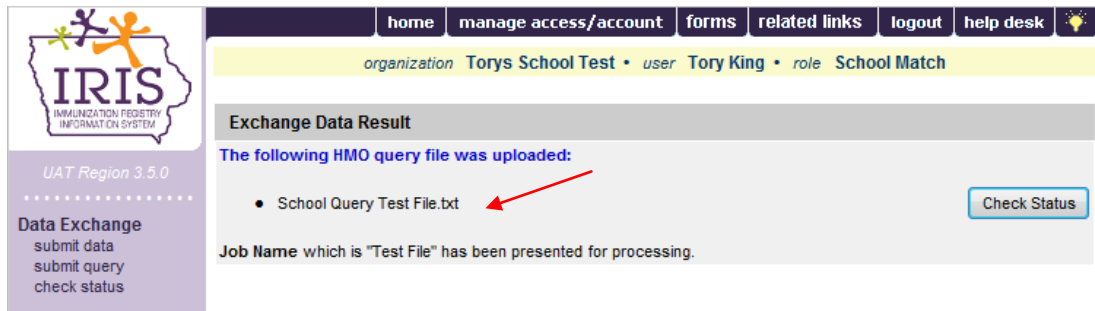 home manage access/account forms related links logout help desk
organization Torys School Test • user Tory King • role School Match
IRIS
IMMUNIZATION REGISTRY
INFORMATION SYSTEM
UAT Region 3.5.0
Data Exchange
submit data
submit query
check status
Exchange Data Result
The following HMO query file was uploaded:
• School Query Test File.txt
Check Status
Job Name which is "Test File" has been presented for processing.